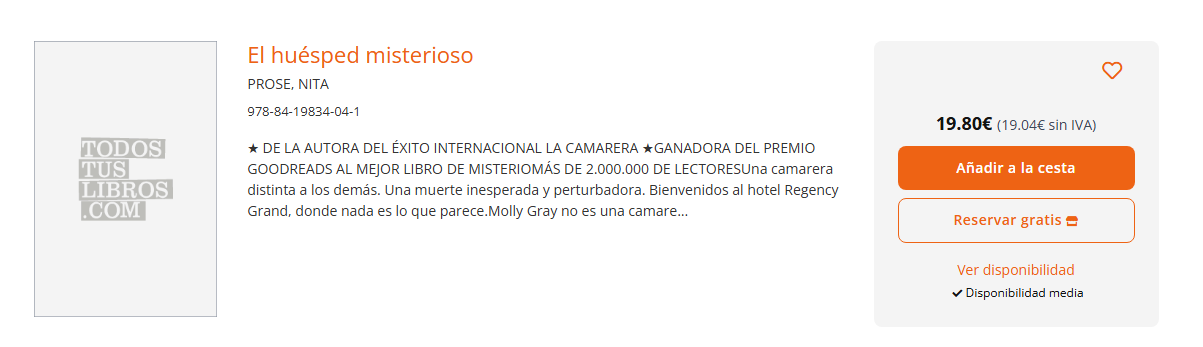 TODOS
TUS
LIBROS
.COM
El huésped misterioso
PROSE, NITA
978-84-19834-04-1
★ DE LA AUTORA DEL ÉXITO INTERNACIONAL LA CAMARERA ★GANADORA DEL PREMIO
GOODREADS AL MEJOR LIBRO DE MISTERIOMÁS DE 2.000.000 DE LECTORESUna camarera
distinta a los demás. Una muerte inesperada y perturbadora. Bienvenidos al hotel Regency
Grand, donde nada es lo que parece.Molly Gray no es una camare...
19.80€ (19.04€ sin IVA)
Añadir a la cesta
Reservar gratis
Ver disponibilidad
Disponibilidad media